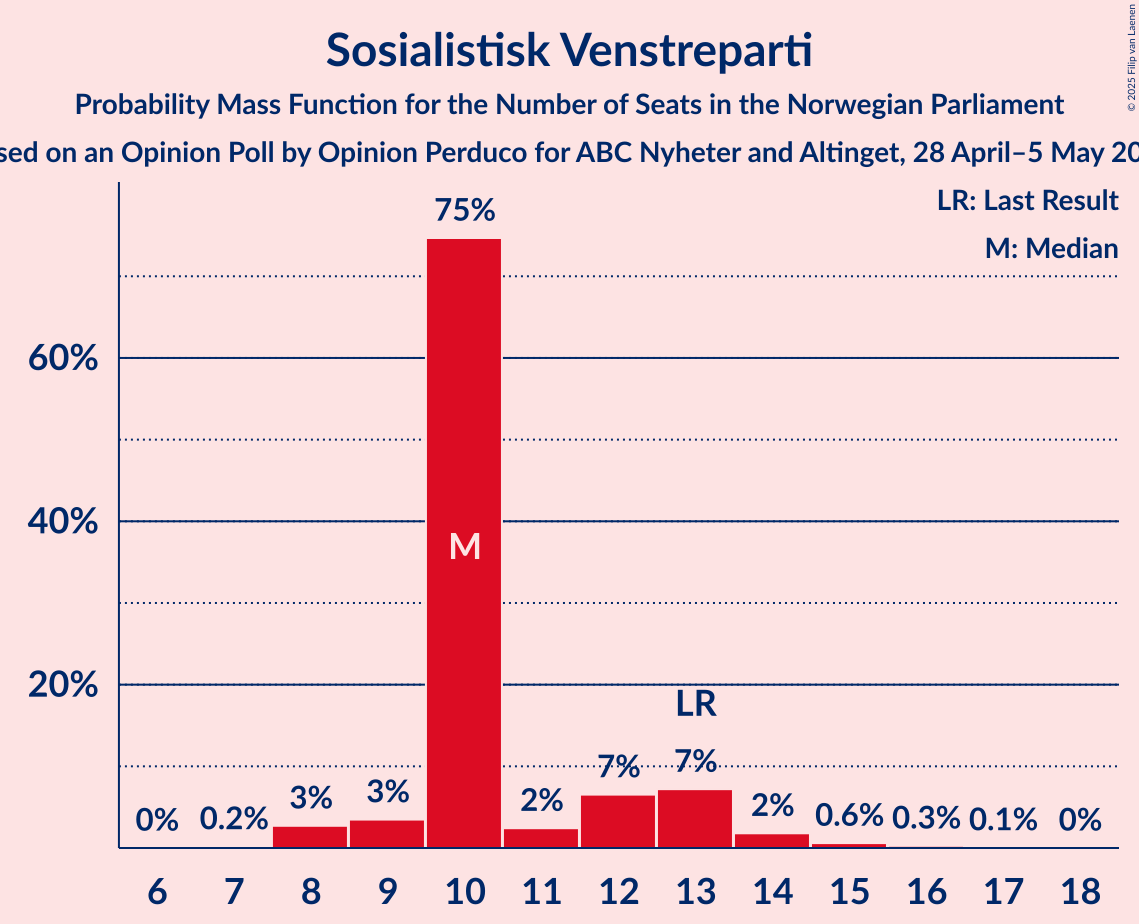 Sosialistisk Venstreparti
Probability Mass Function for the Number of Seats in the Norwegian Parliament
sed on an Opinion Poll by Opinion Perduco for ABC Nyheter and Altinget, 28 April–5 May 20
© 2025 Filip van Laenen
LR: Last Result
M: Median
75%
60%
40%
M
20%
LR
0% 0.2% 3% 3% 2% 7% 7% 2% 0.6% 0.3% 0.1% 0%
6 7 8 9 10 11 12 13 14 15 16 17 18